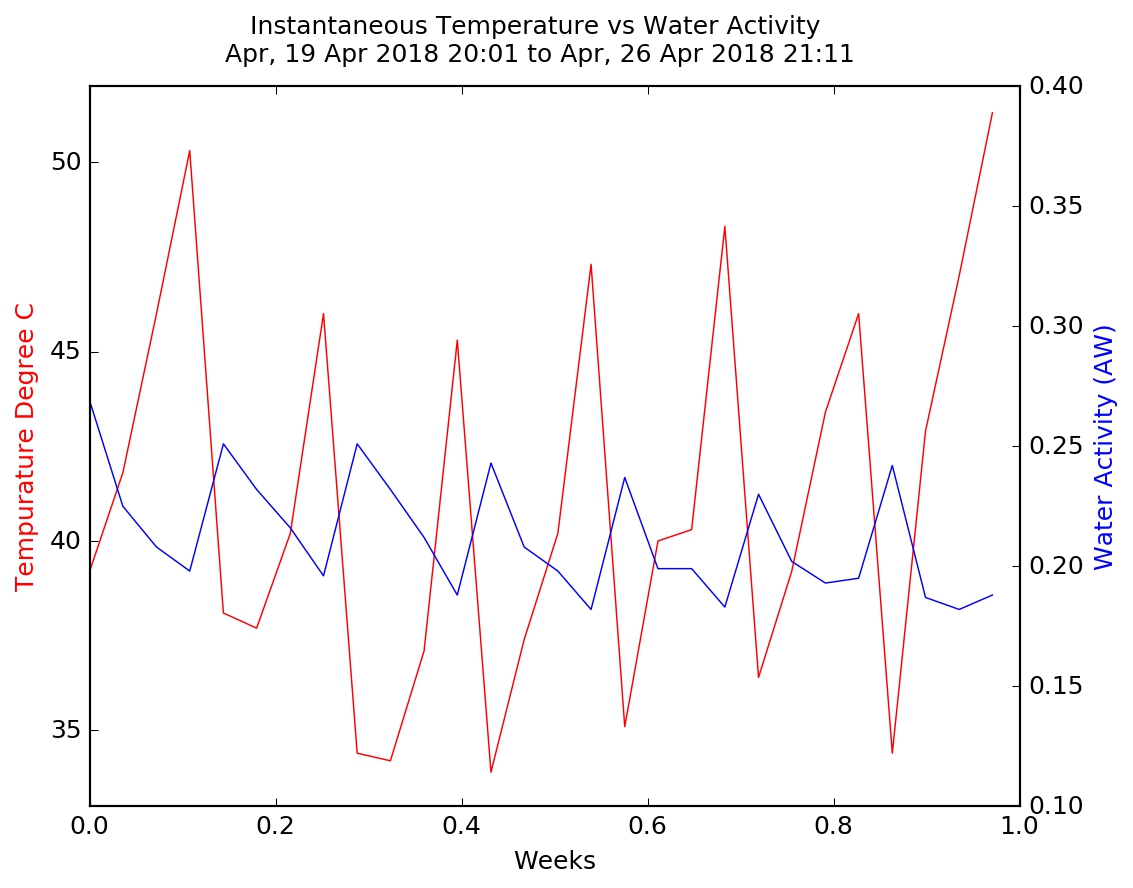 Instantaneous Temperature vs Water Activity
Apr, 19 Apr 2018 20:01 to Apr, 26 Apr 2018 21:11
Tempurature Degree C
50
45
40
35
0.40
0.35
0.30
0.25
0.20
0.15
0.10
Water Activity (AW)
0.0 0.2 0.4 0.6 0.8 1.0
Weeks